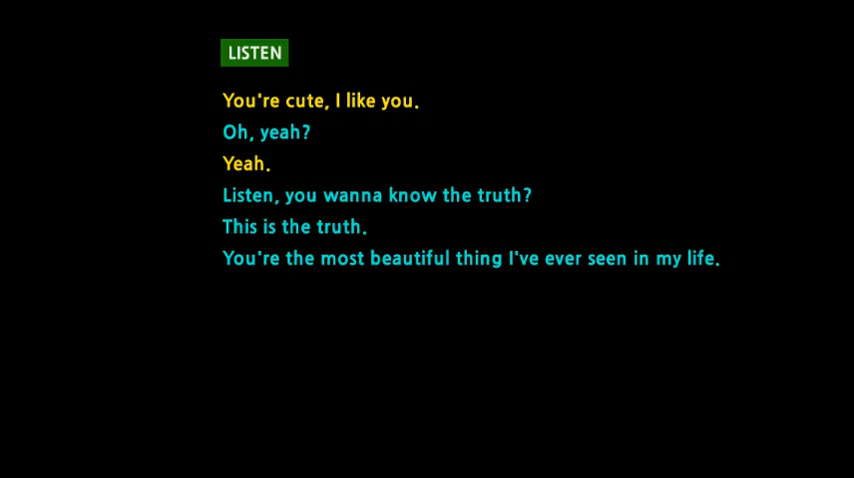 LISTEN
You're cute, I like you.
Oh, yeah?
Yeah.
Listen, you wanna know the truth?
This is the truth.
You're the most beautiful thing I've ever seen in my life.